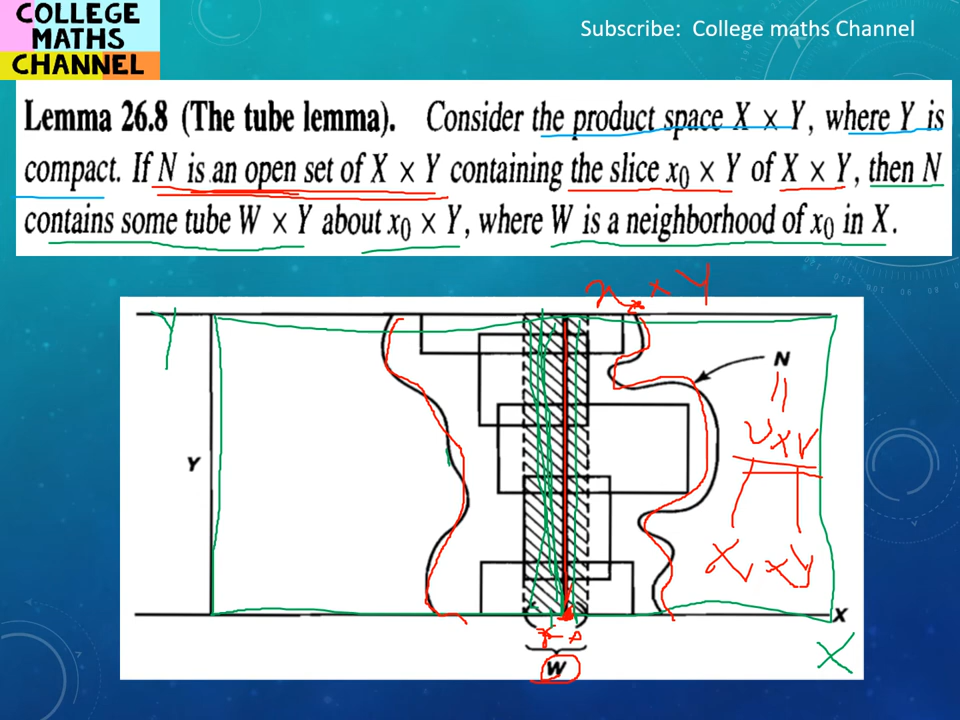 COLLEGE
MATHS
CHANNEL
Subscribe: College maths Channel
Lemma 26.8 (The tube lemma). Consider the product space X × Y, where Y is
compact. If N is an open set of X × Y containing the slice x₀ × Y of X × Y, then N
contains some tube W × Y about x₀ × Y, where W is a neighborhood of x₀ in X.
x₀ × Y
Y
N
=
U×V
Y
X × Y
X
x₀
W
X